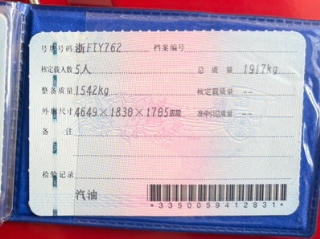 号牌号码 浙FIY762 档案编号
核定载人数 5人 总质量 1917kg
整备质量 1542kg 核定载质量 --
外廓尺寸 4649×1830×1705 准牵引总质量 --
备注
检验记录
汽油
*3350059412831*